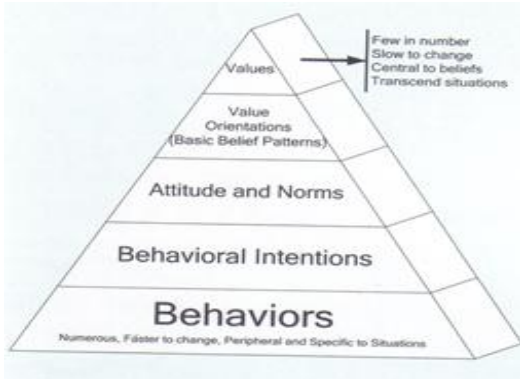 Few in number
Slow to change
Central to beliefs
Transcend situations
Values
Value
Orientations
(Basic Belief Patterns)
Attitude and Norms
Behavioral Intentions
Behaviors
Numerous, Faster to change, Peripheral and Specific to Situations